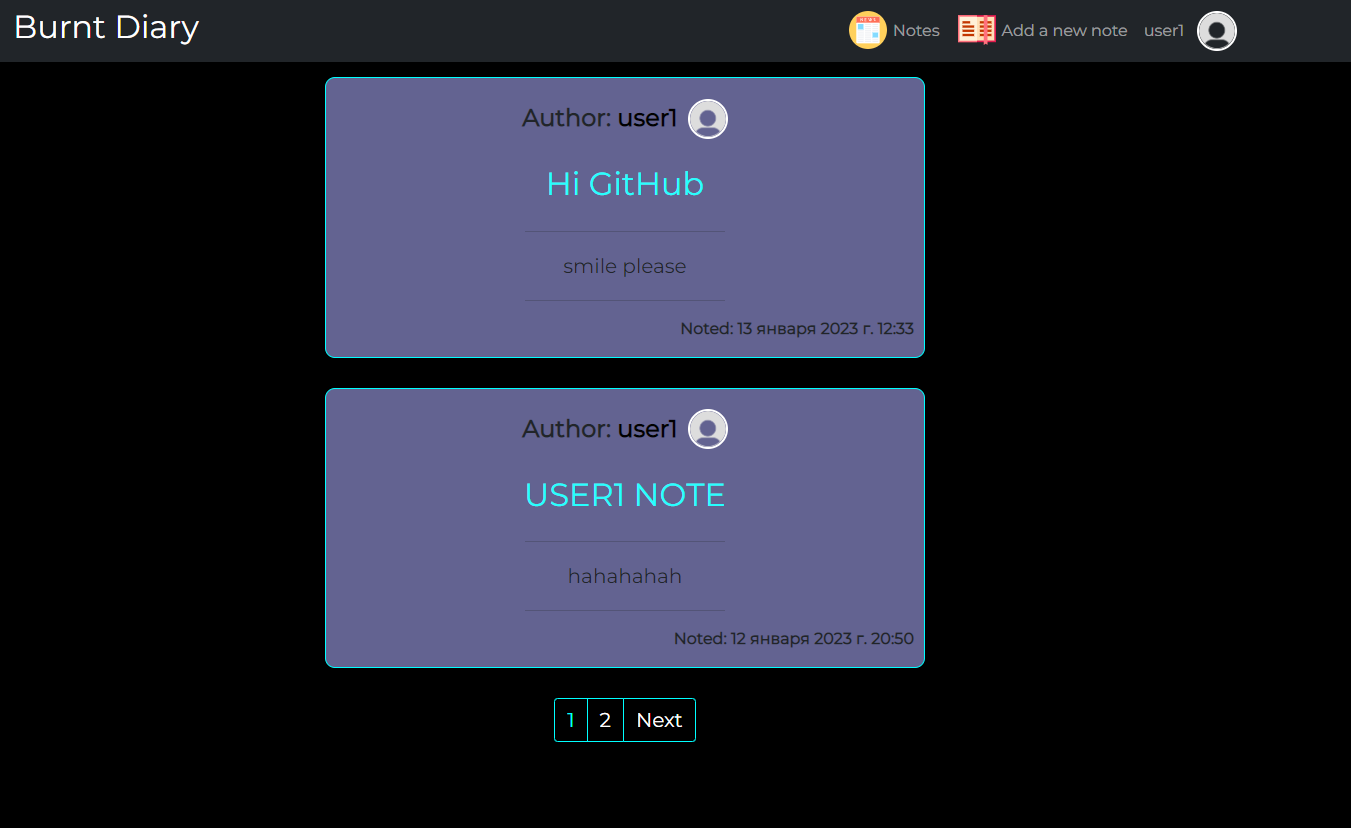 Burnt Diary
NEWS
Notes
Add a new note
user1
Author: user1
Hi GitHub
smile please
Noted: 13 января 2023 г. 12:33
Author: user1
USER1 NOTE
hahahahah
Noted: 12 января 2023 г. 20:50
1 2 Next